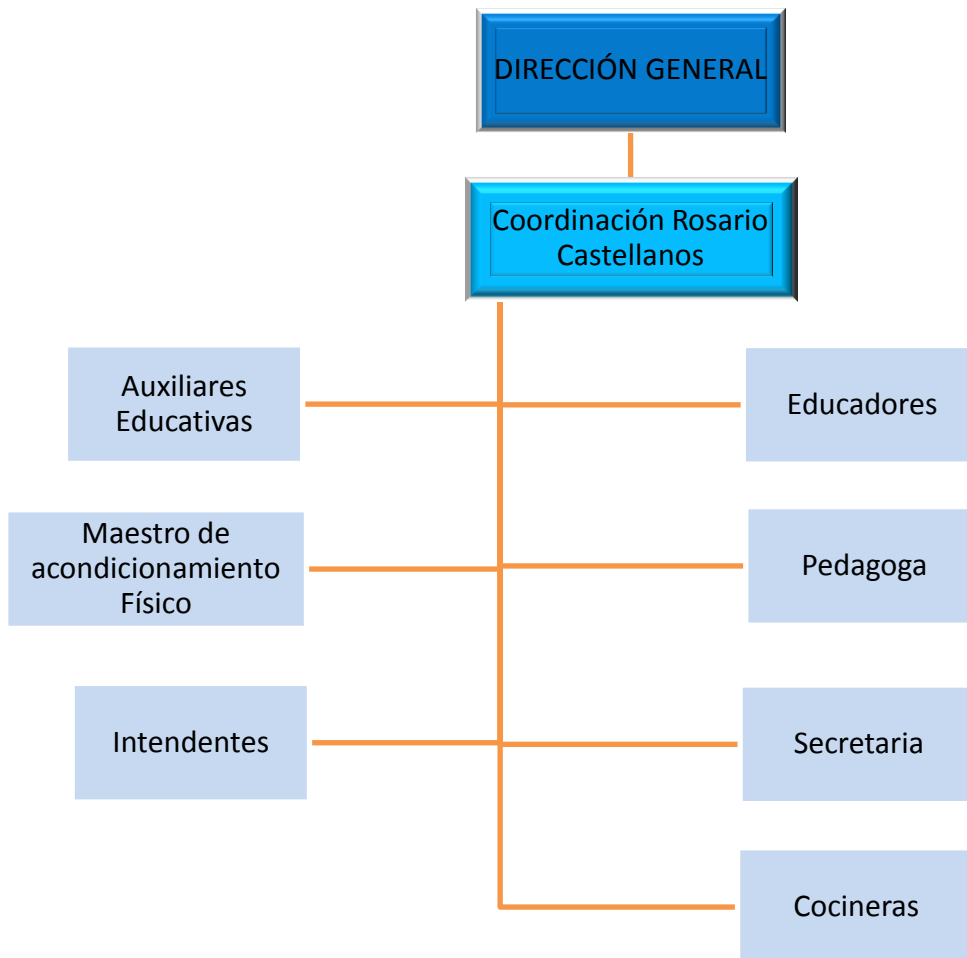 DIRECCIÓN GENERAL
Coordinación Rosario
Castellanos
Auxiliares
Educativas
Educadores
Maestro de
acondicionamiento
Físico
Pedagoga
Intendentes
Secretaria
Cocineras